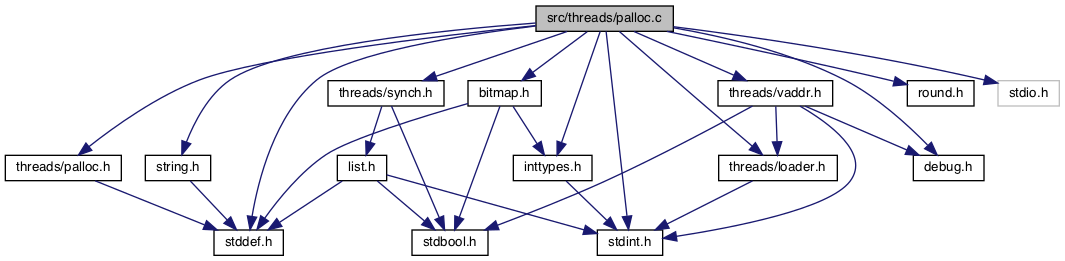 src/threads/palloc.c
threads/synch.h
bitmap.h
threads/vaddr.h
round.h
stdio.h
threads/palloc.h
string.h
list.h
inttypes.h
threads/loader.h
debug.h
stddef.h
stdbool.h
stdint.h